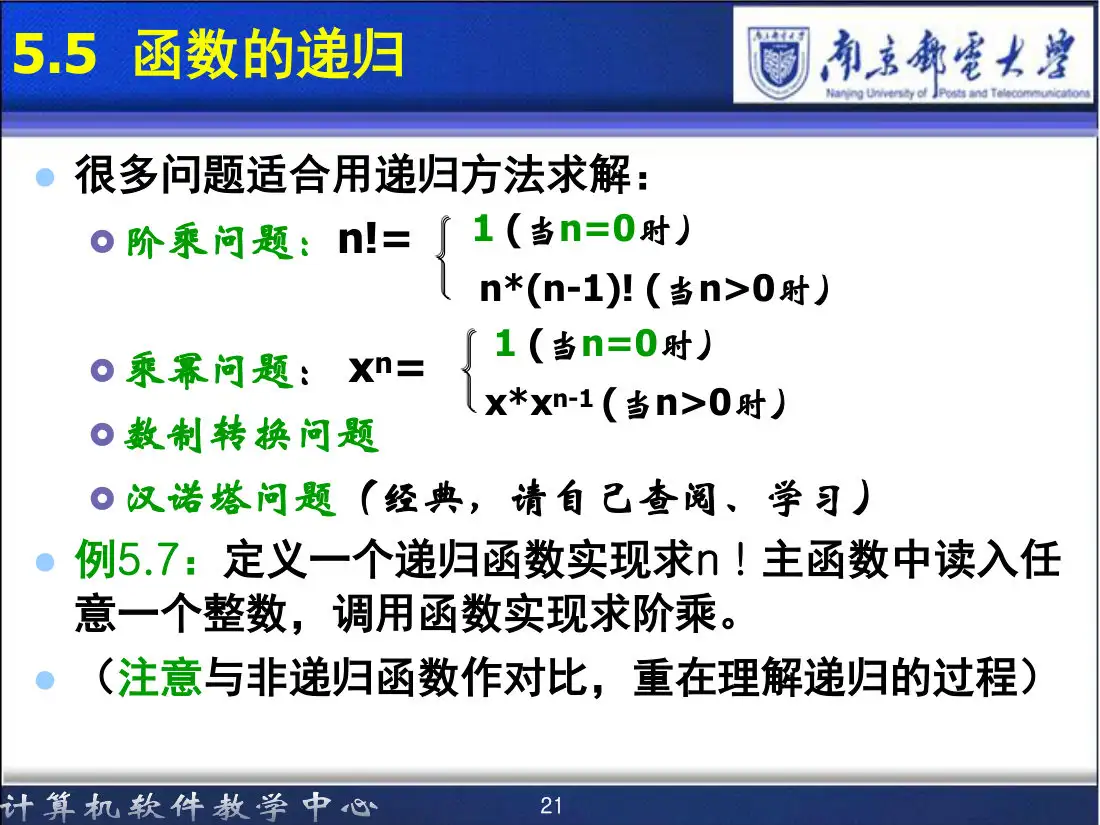 5.5 函数的递归
南京邮电大学
Nanjing University of Posts and Telecommunications
很多问题适合用递归方法求解：
阶乘问题：n!=
1 (当n=0时)
n*(n-1)! (当n>0时)
乘幂问题： xⁿ=
1 (当n=0时)
x*xⁿ⁻¹ (当n>0时)
数制转换问题
汉诺塔问题（经典，请自己查阅、学习）
例5.7：定义一个递归函数实现求n！主函数中读入任
意一个整数，调用函数实现求阶乘。
（注意与非递归函数作对比，重在理解递归的过程）
计算机软件教学中心
21